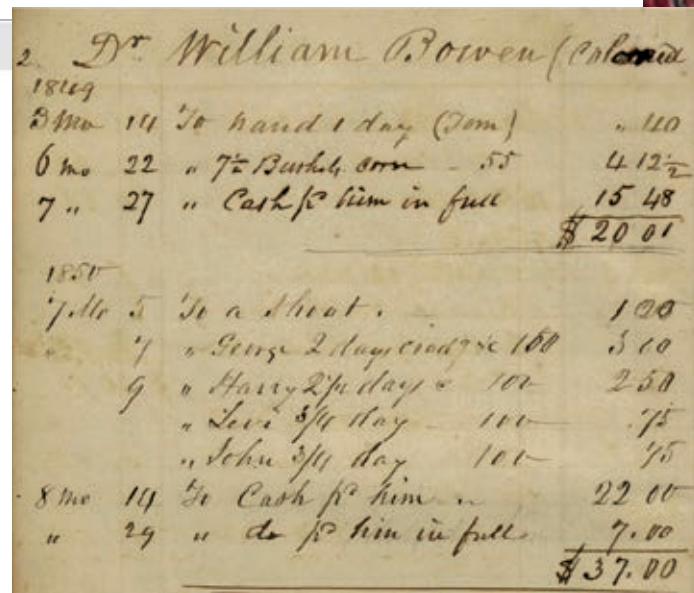 2 Dr William Bowen (Colored
1849
3 Mo 14 To hand 1 day (Tom) " 40
6 mo 22 " 7½ Bushels corn - 55 4 12½
7 " 27 " Cash pd him in full 15 48
$ 20 01
1850
7 Mo 5 To a Shoat. 1 00
" 7 " George 2 days 150 3 00
9 " Harry 2½ days " 100 2 50
" Levi 3/4 day - 100 .75
" John 3/4 day 100 75
8 mo 14 To Cash pd him " 22 00
" 29 " do pd him in full 7.00
$ 37.00